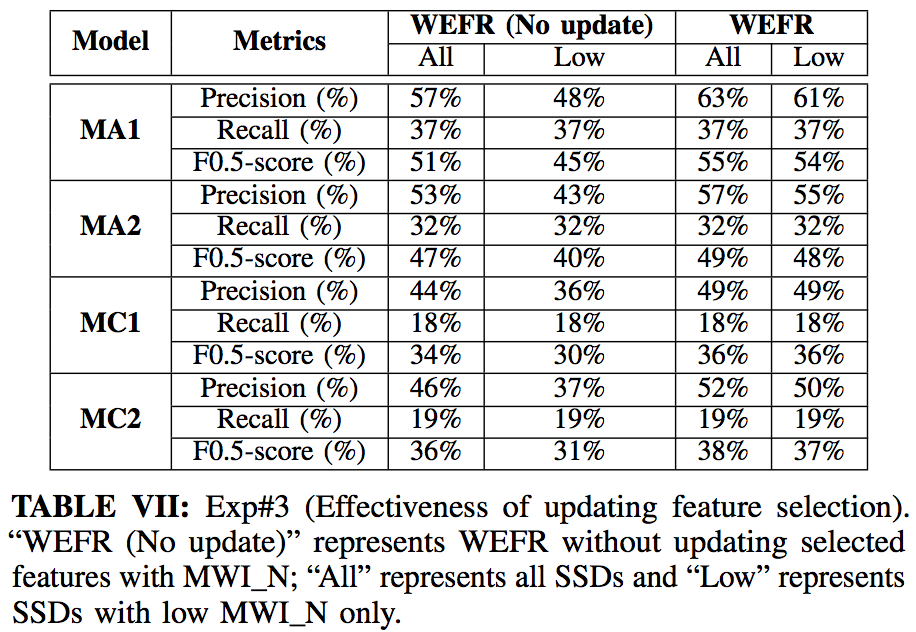 Model Metrics WEFR (No update) WEFR
All Low All Low
MA1 Precision (%) 57% 48% 63% 61%
Recall (%) 37% 37% 37% 37%
F0.5-score (%) 51% 45% 55% 54%
MA2 Precision (%) 53% 43% 57% 55%
Recall (%) 32% 32% 32% 32%
F0.5-score (%) 47% 40% 49% 48%
MC1 Precision (%) 44% 36% 49% 49%
Recall (%) 18% 18% 18% 18%
F0.5-score (%) 34% 30% 36% 36%
MC2 Precision (%) 46% 37% 52% 50%
Recall (%) 19% 19% 19% 19%
F0.5-score (%) 36% 31% 38% 37%
TABLE VII: Exp#3 (Effectiveness of updating feature selection).
“WEFR (No update)” represents WEFR without updating selected
features with MWI_N; “All” represents all SSDs and “Low” represents
SSDs with low MWI_N only.